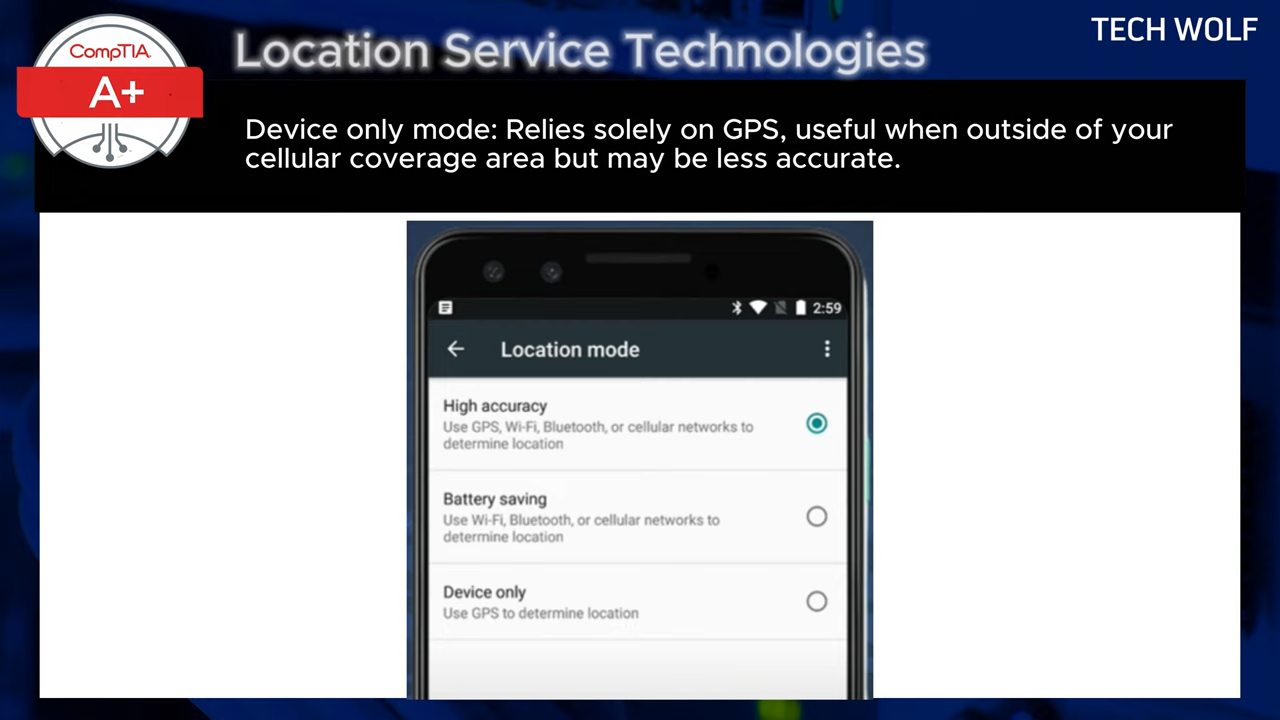 CompTIA.
A+
Location Service Technologies
TECH WOLF
Device only mode: Relies solely on GPS, useful when outside of your
cellular coverage area but may be less accurate.
2:59
Location mode
High accuracy
Use GPS, Wi-Fi, Bluetooth, or cellular networks to
determine location
Battery saving
Use Wi-Fi, Bluetooth, or cellular networks to
determine location
Device only
Use GPS to determine location